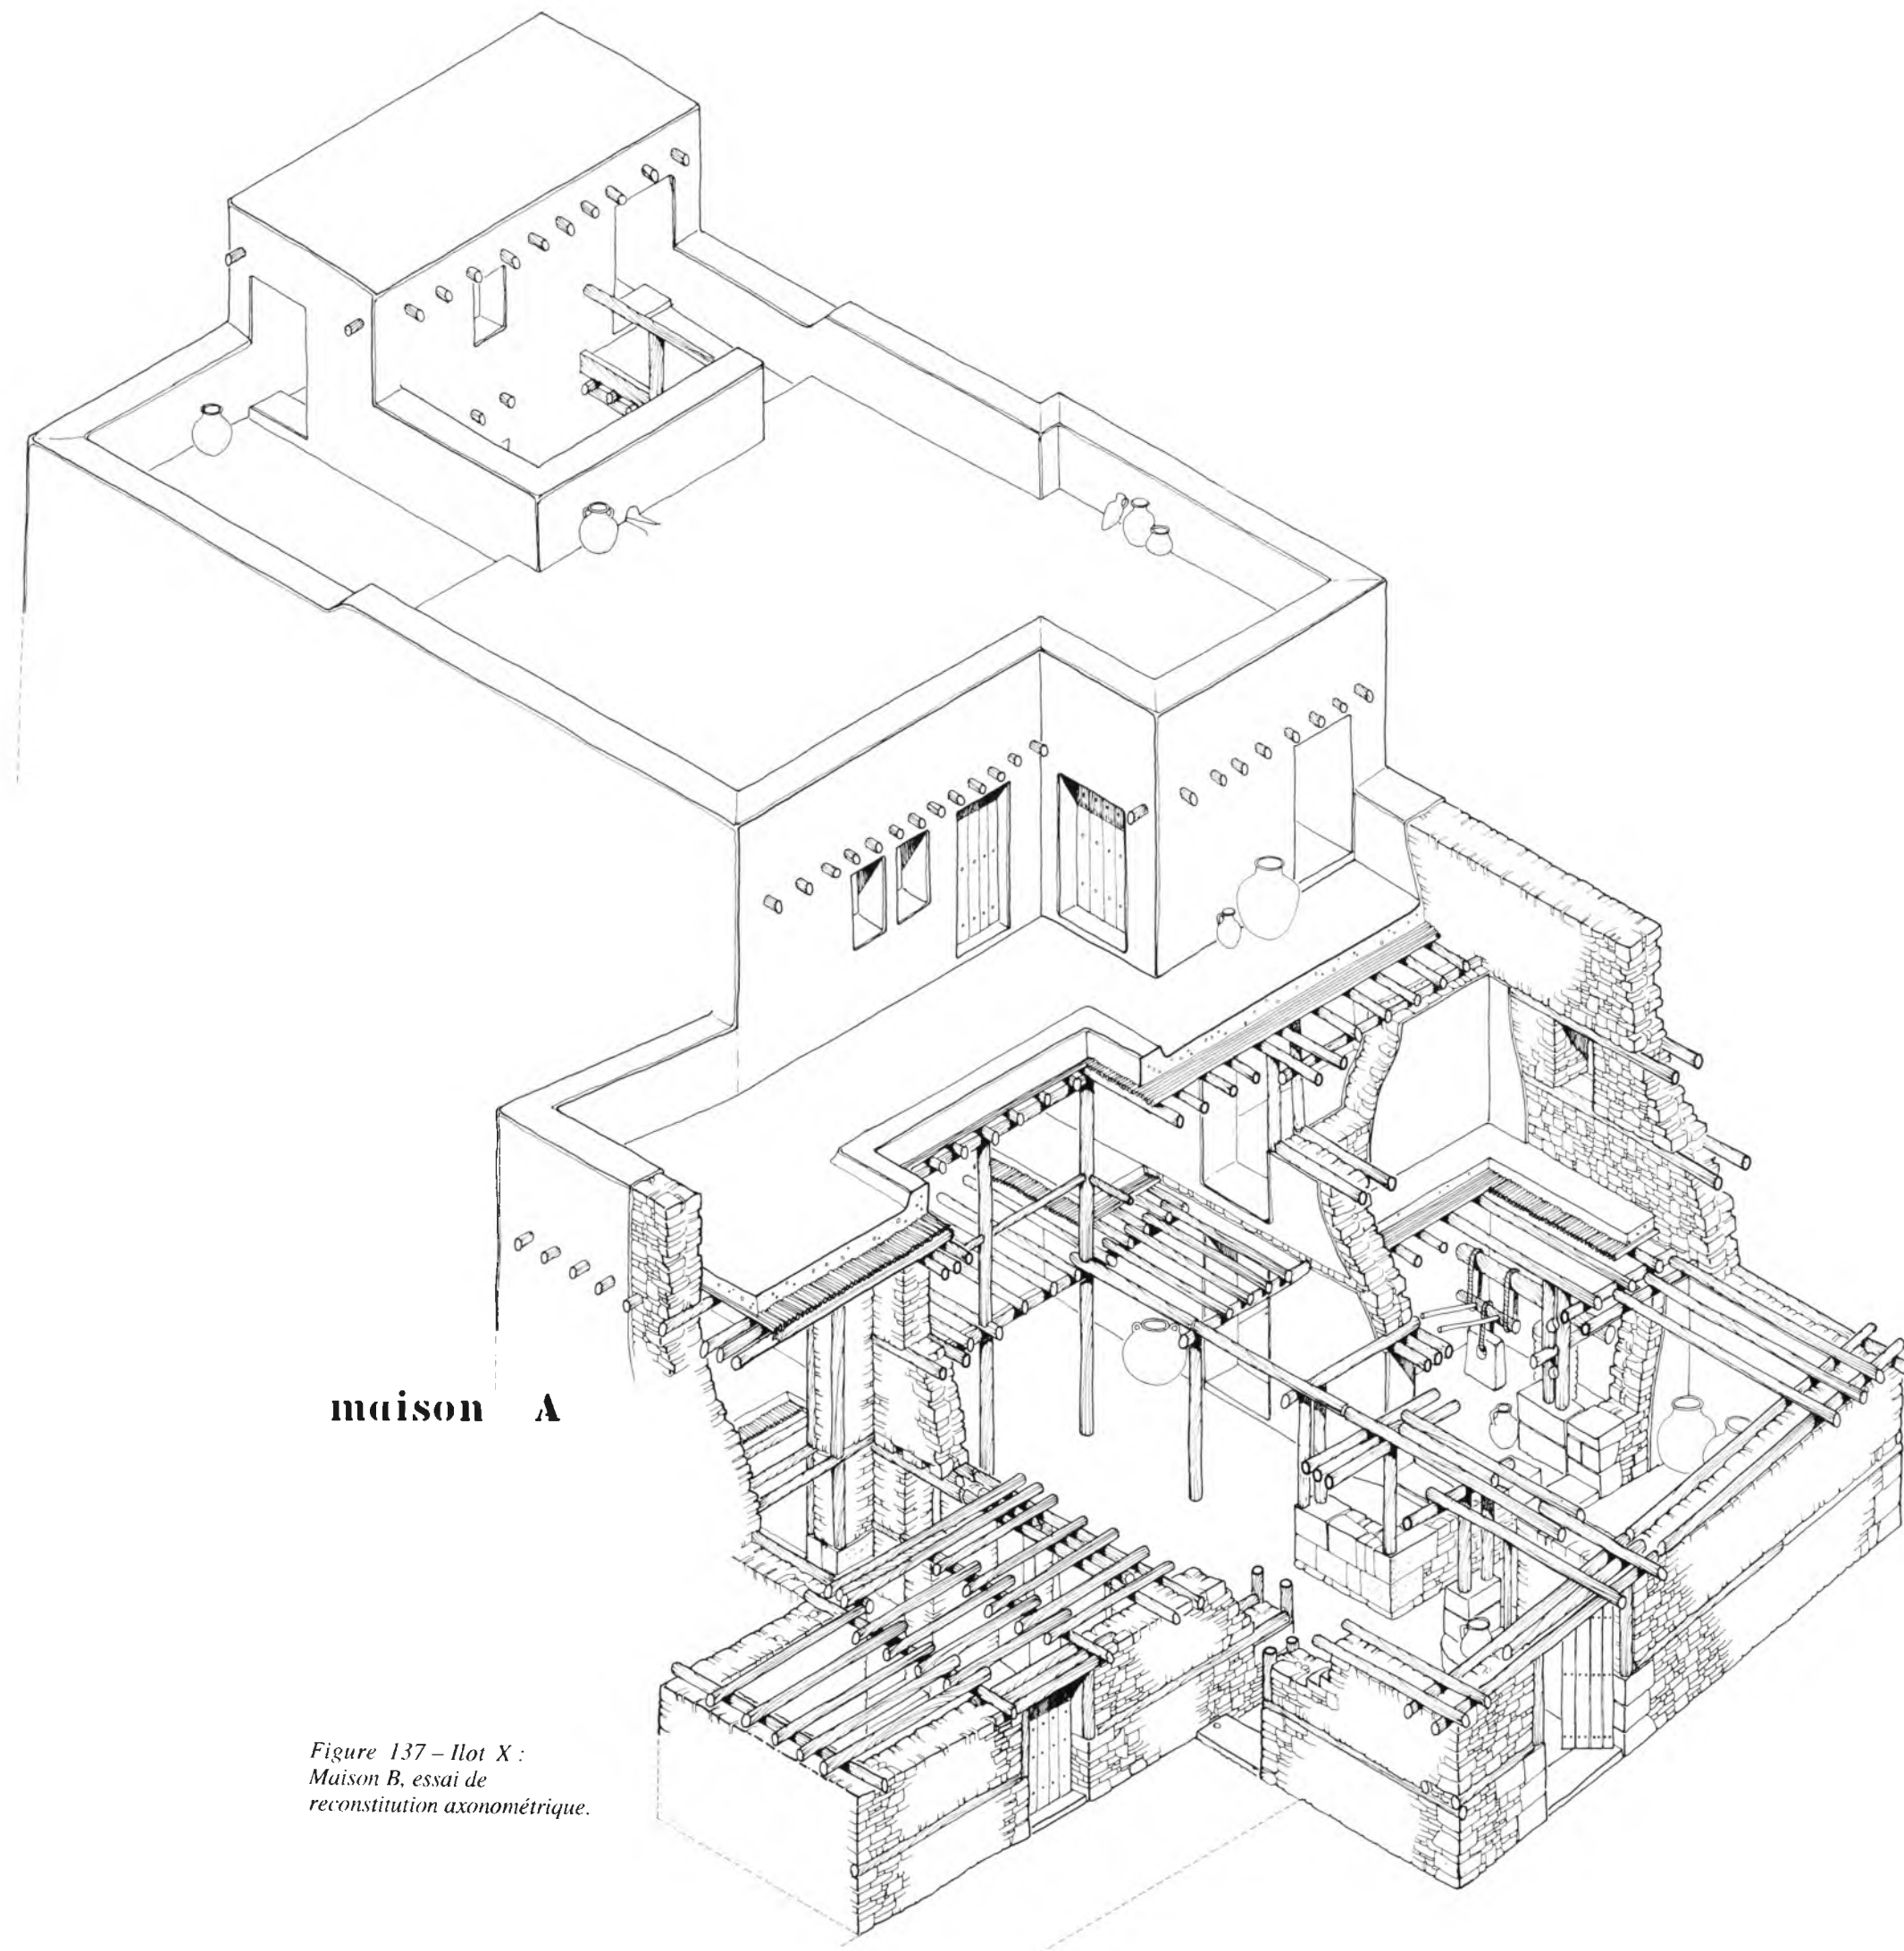 maison A
Figure 137 – Ilot X :
Maison B, essai de
reconstitution axonométrique.